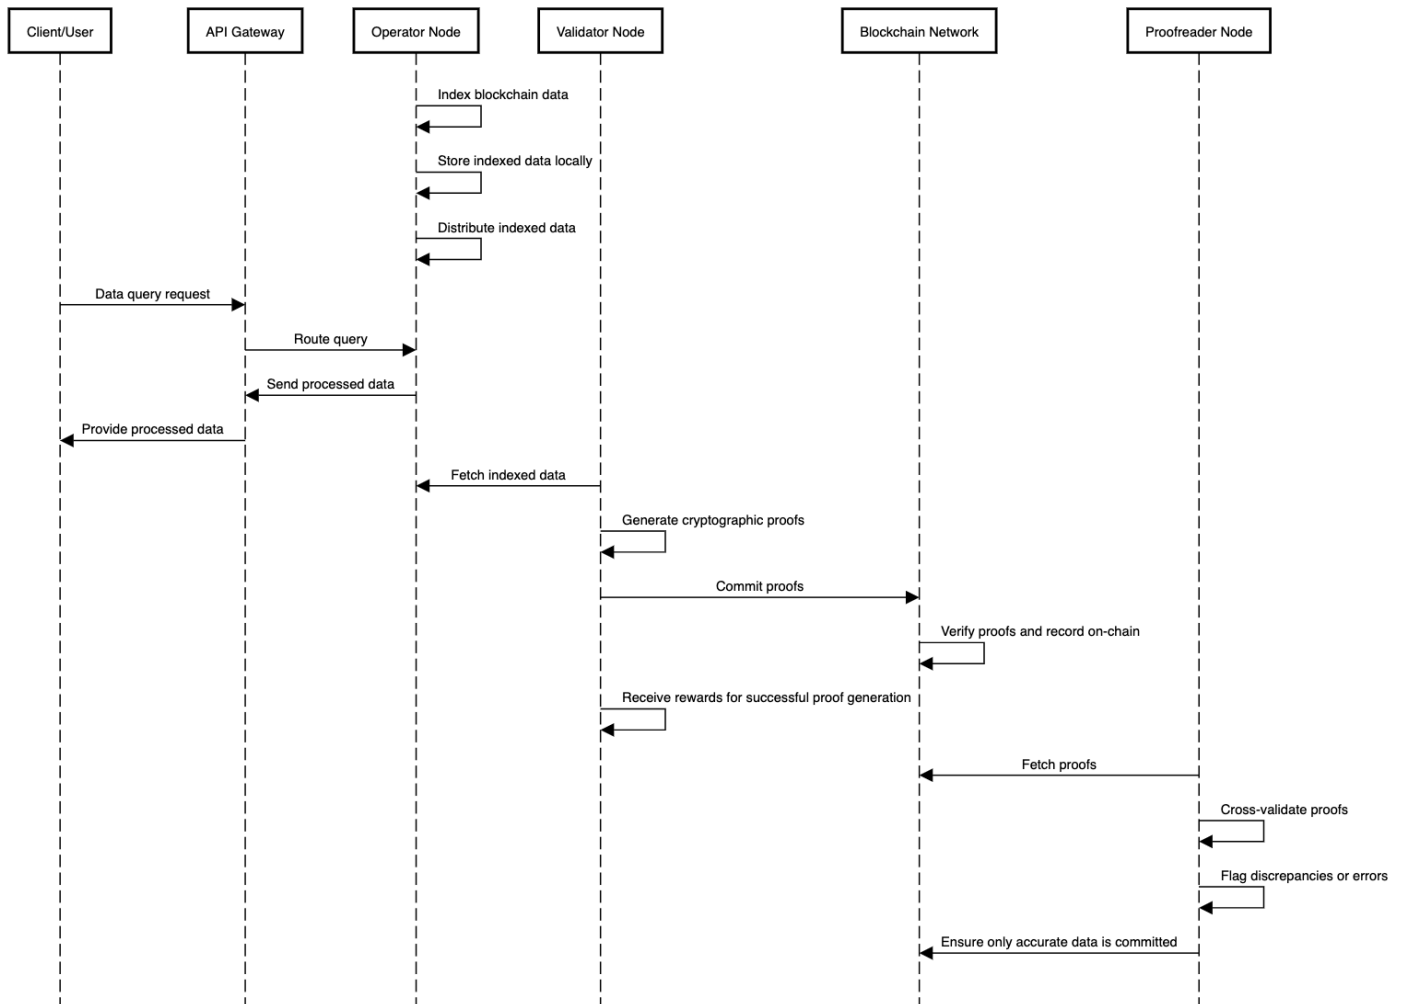 Client/User
API Gateway
Operator Node
Validator Node
Blockchain Network
Proofreader Node
Index blockchain data
Store indexed data locally
Distribute indexed data
Data query request
Route query
Send processed data
Provide processed data
Fetch indexed data
Generate cryptographic proofs
Commit proofs
Verify proofs and record on-chain
Receive rewards for successful proof generation
Fetch proofs
Cross-validate proofs
Flag discrepancies or errors
Ensure only accurate data is committed